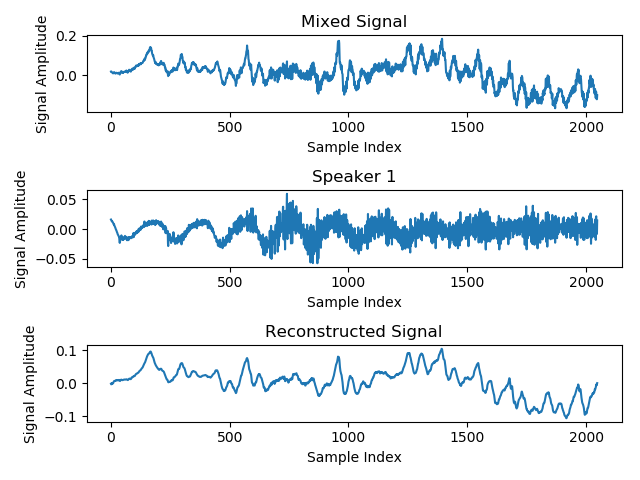 Mixed Signal
Signal Amplitude
0.2
0.0
0 500 1000 1500 2000
Sample Index
Speaker 1
Signal Amplitude
0.05
0.00
−0.05
0 500 1000 1500 2000
Sample Index
Reconstructed Signal
Signal Amplitude
0.1
0.0
−0.1
0 500 1000 1500 2000
Sample Index